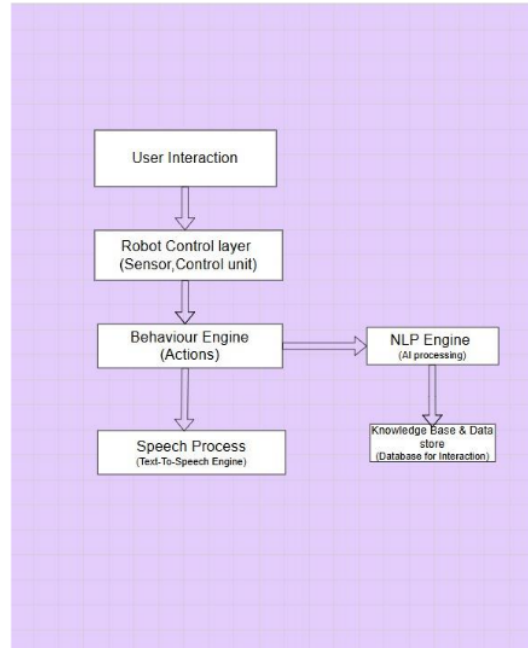 User Interaction
Robot Control layer
(Sensor,Control unit)
Behaviour Engine
(Actions)
NLP Engine
(AI processing)
Speech Process
(Text-To-Speech Engine)
Knowledge Base & Data
store
(Database for Interaction)